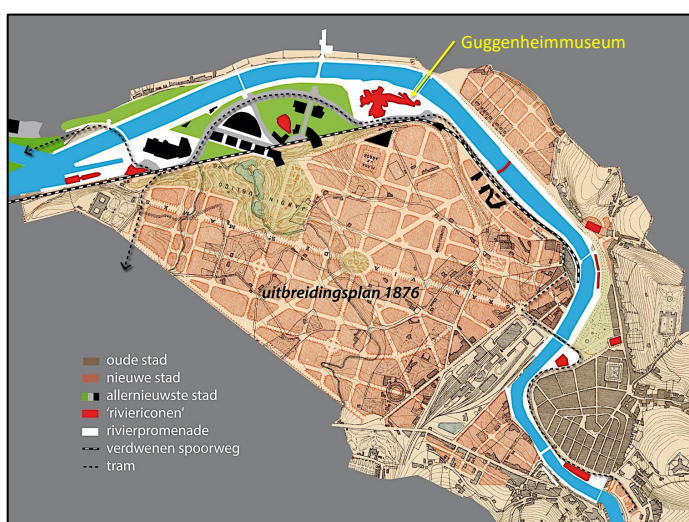 Guggenheimmuseum
uitbreidingsplan 1876
oude stad
nieuwe stad
allernieuwste stad
‘riviericonen’
rivierpromenade
verdwenen spoorweg
tram